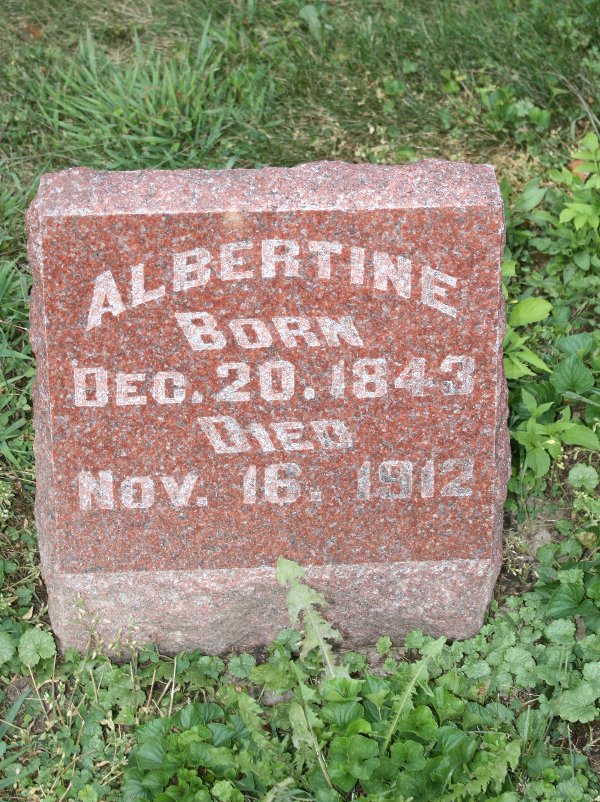 ALBERTINE
BORN
DEC. 20. 1843
DIED
NOV. 16. 1912